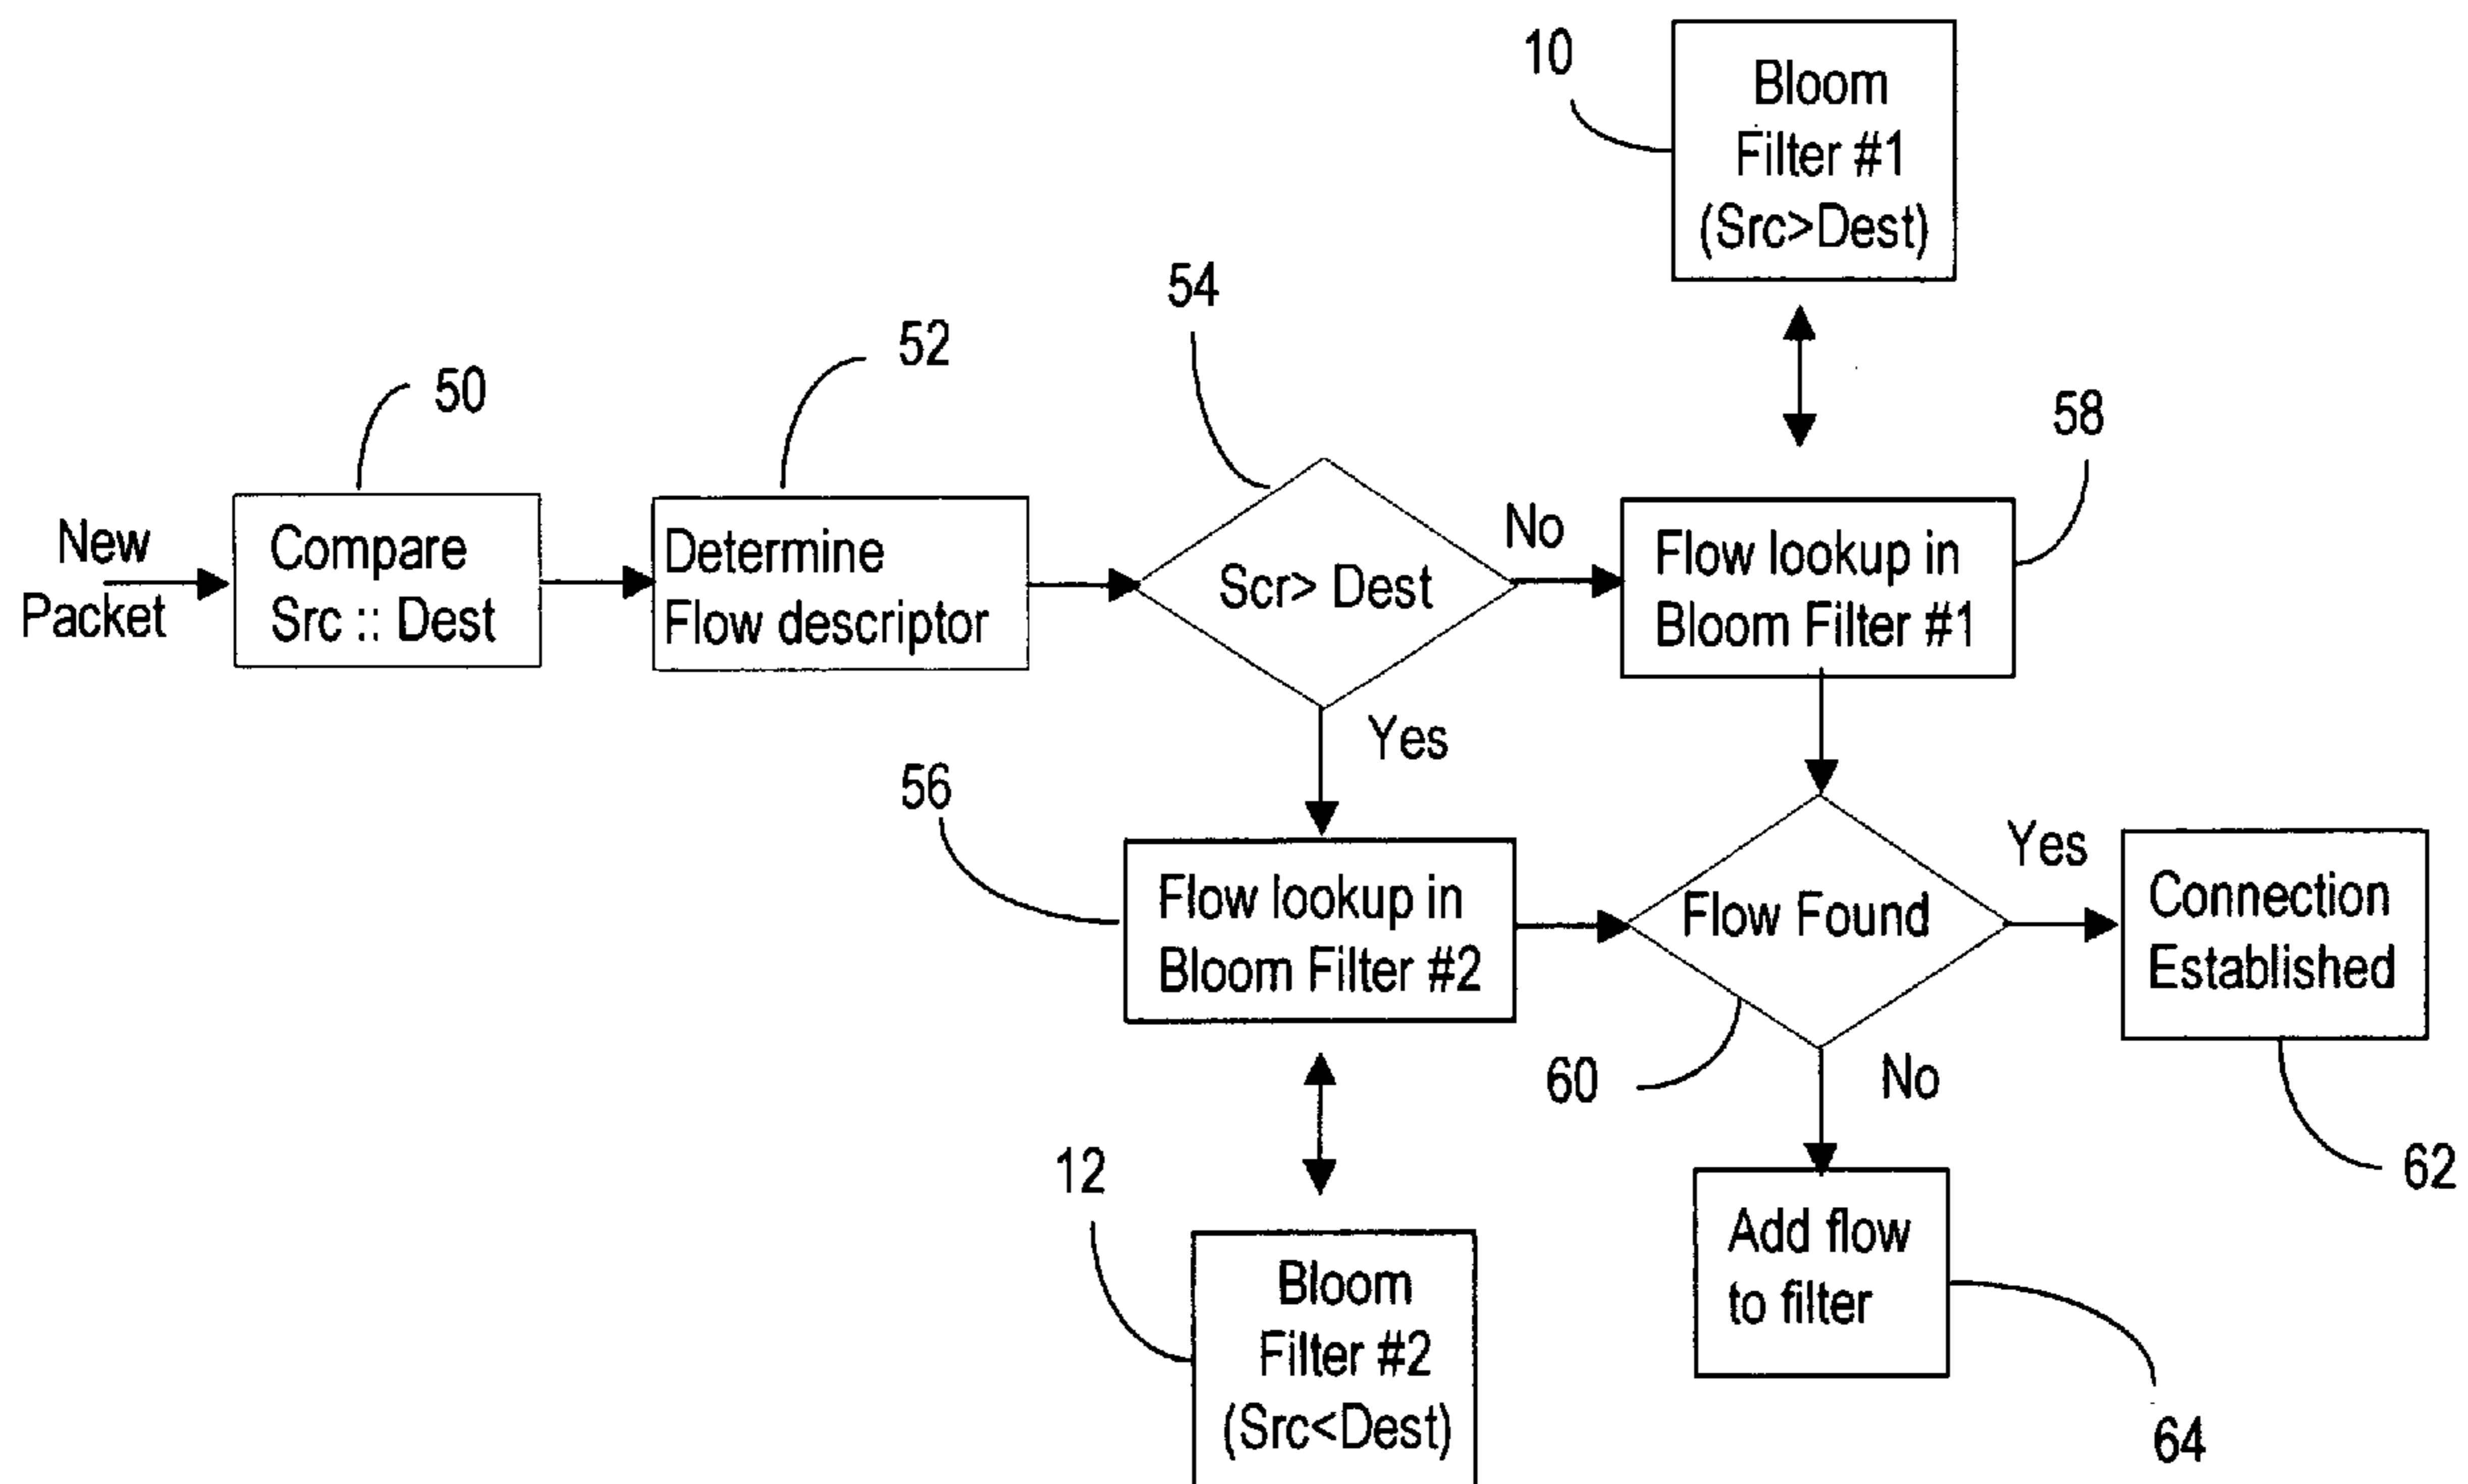 10
Bloom
Filter #1
(Src>Dest)
54
52
50
58
New
Packet
Compare
Src :: Dest
Determine
Flow descriptor
Scr> Dest
No
Flow lookup in
Bloom Filter #1
Yes
56
Flow lookup in
Bloom Filter #2
Flow Found
Yes
Connection
Established
60
No
62
12
Bloom
Filter #2
(Src<Dest)
Add flow
to filter
64